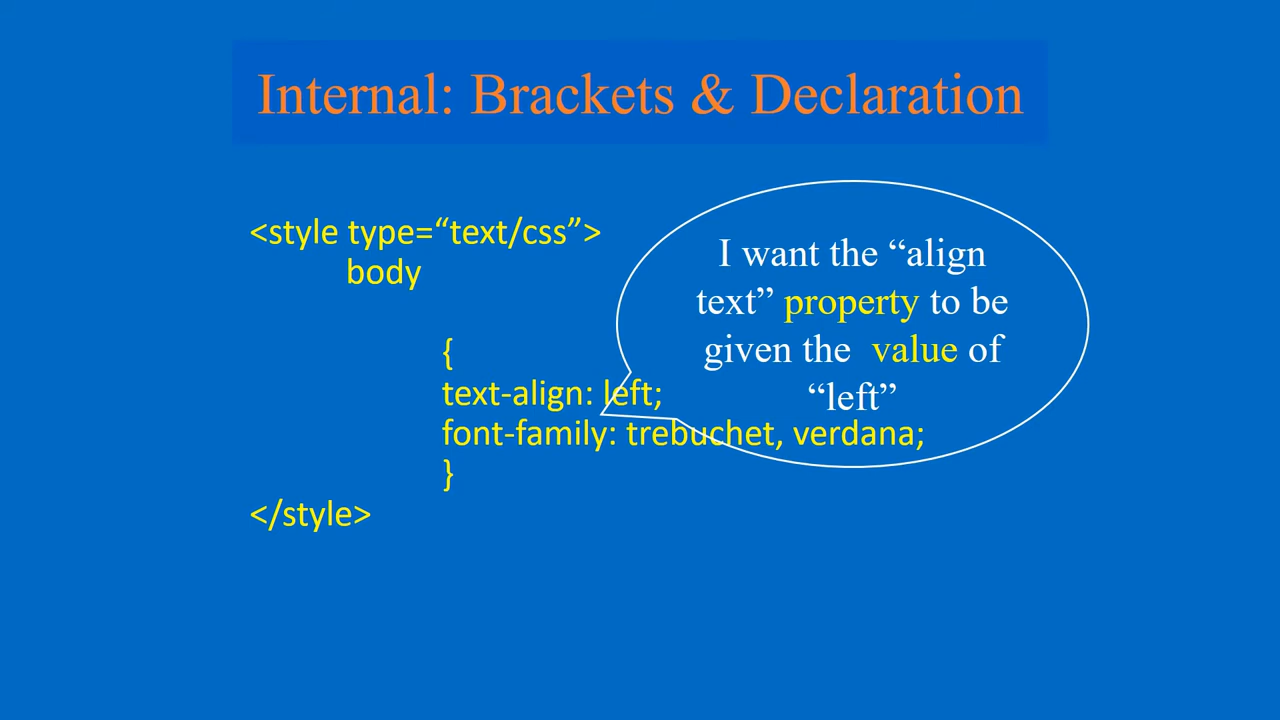 Internal: Brackets & Declaration
<style type=“text/css”>
body
{
text-align: left;
font-family: trebuchet, verdana;
}
</style>
I want the “align
text” property to be
given the value of
“left”